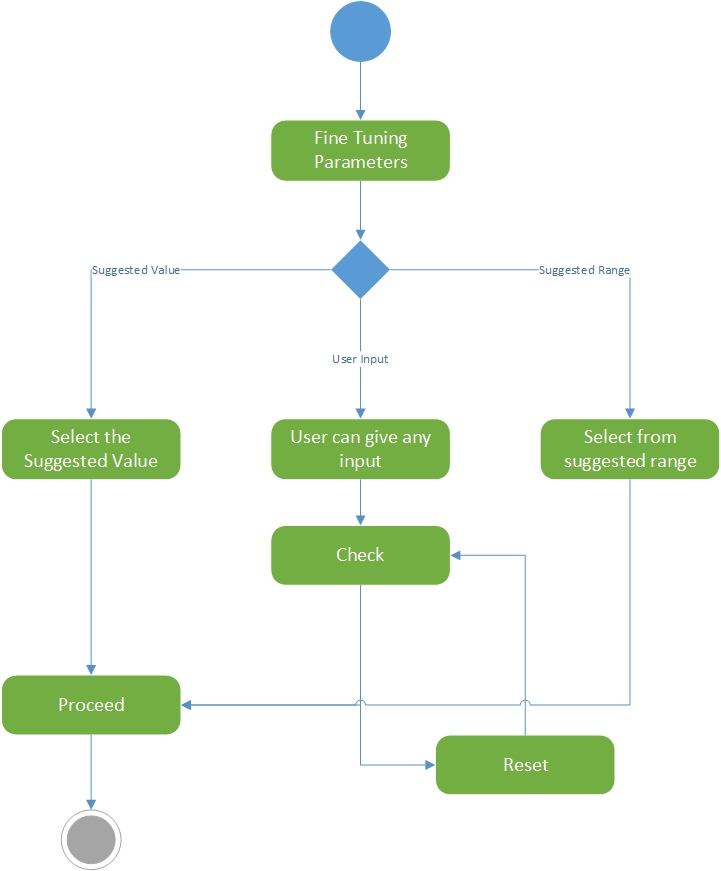 Fine Tuning
Parameters
Suggested Value
Suggested Range
User Input
Select the
Suggested Value
User can give any
input
Select from
suggested range
Check
Proceed
Reset